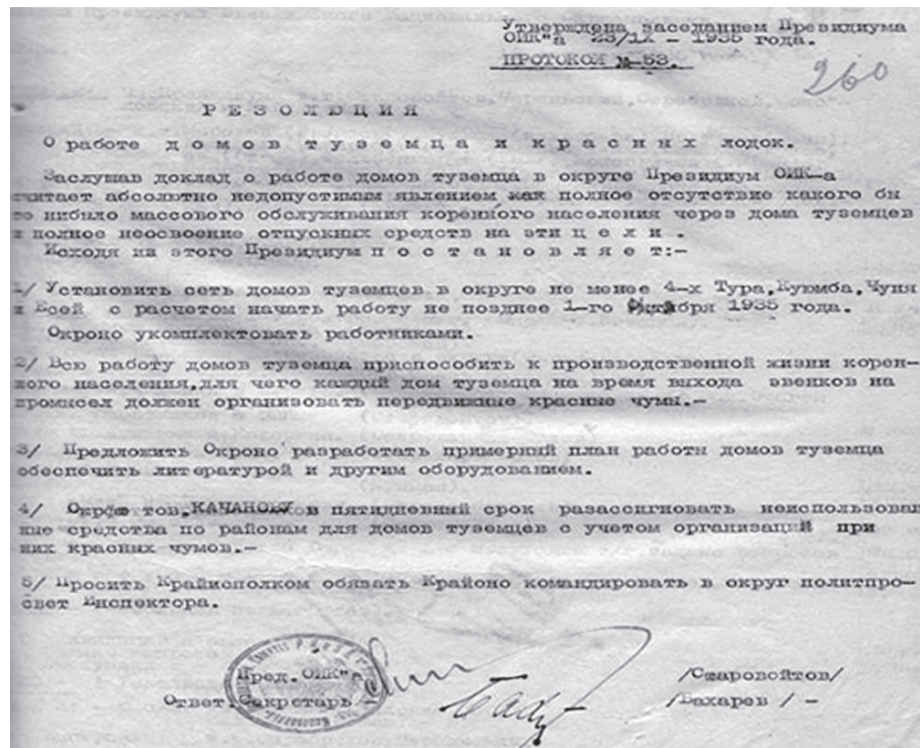 Утверждена заседанием Президиума
ОИК"а 23/IX - 1935 года.
ПРОТОКОЛ № 53.
260
РЕЗОЛЮЦИЯ
О работе домов туземца и красных лодок.
Заслушав доклад о работе домов туземца в округе Президиум ОИК-а
считает абсолютно недопустимым явлением как полное отсутствие какого бы
то нибыло массового обслуживания коренного населения через дома туземцев
и полное неосвоение отпускных средств на эти цели.
Исходя из этого Президиум постановляет:-
1/ Установить сеть домов туземцев в округе не менее 4-х Тура,Куюмба,Чуня
и Есей с расчетом начать работу не позднее 1-го Октября 1935 года.
Окроно укомплектовать работниками.
2/ Всю работу домов туземца приспособить к производственной жизни корен-
ного населения,для чего каждый дом туземца на время выхода эвенков на
промисел должен организовать передвижные красные чумы.-
3/ Предложить Окроно разработать примерный план работы домов туземца
обеспечить литературой и другим оборудованием.
4/ тов.КАЧАНОВУ в пятидневный срок разассигновать неиспользован
ные средства по районам для домов туземцев с учетом организаций при
них красных чумов.-
5/ Просить Крайисполком обязать Крайоно командировать в округ политпро-
свет Инспектора.
Пред.ОИК"а /Старовойтов/
Ответ.Секретарь /Бахарев / -